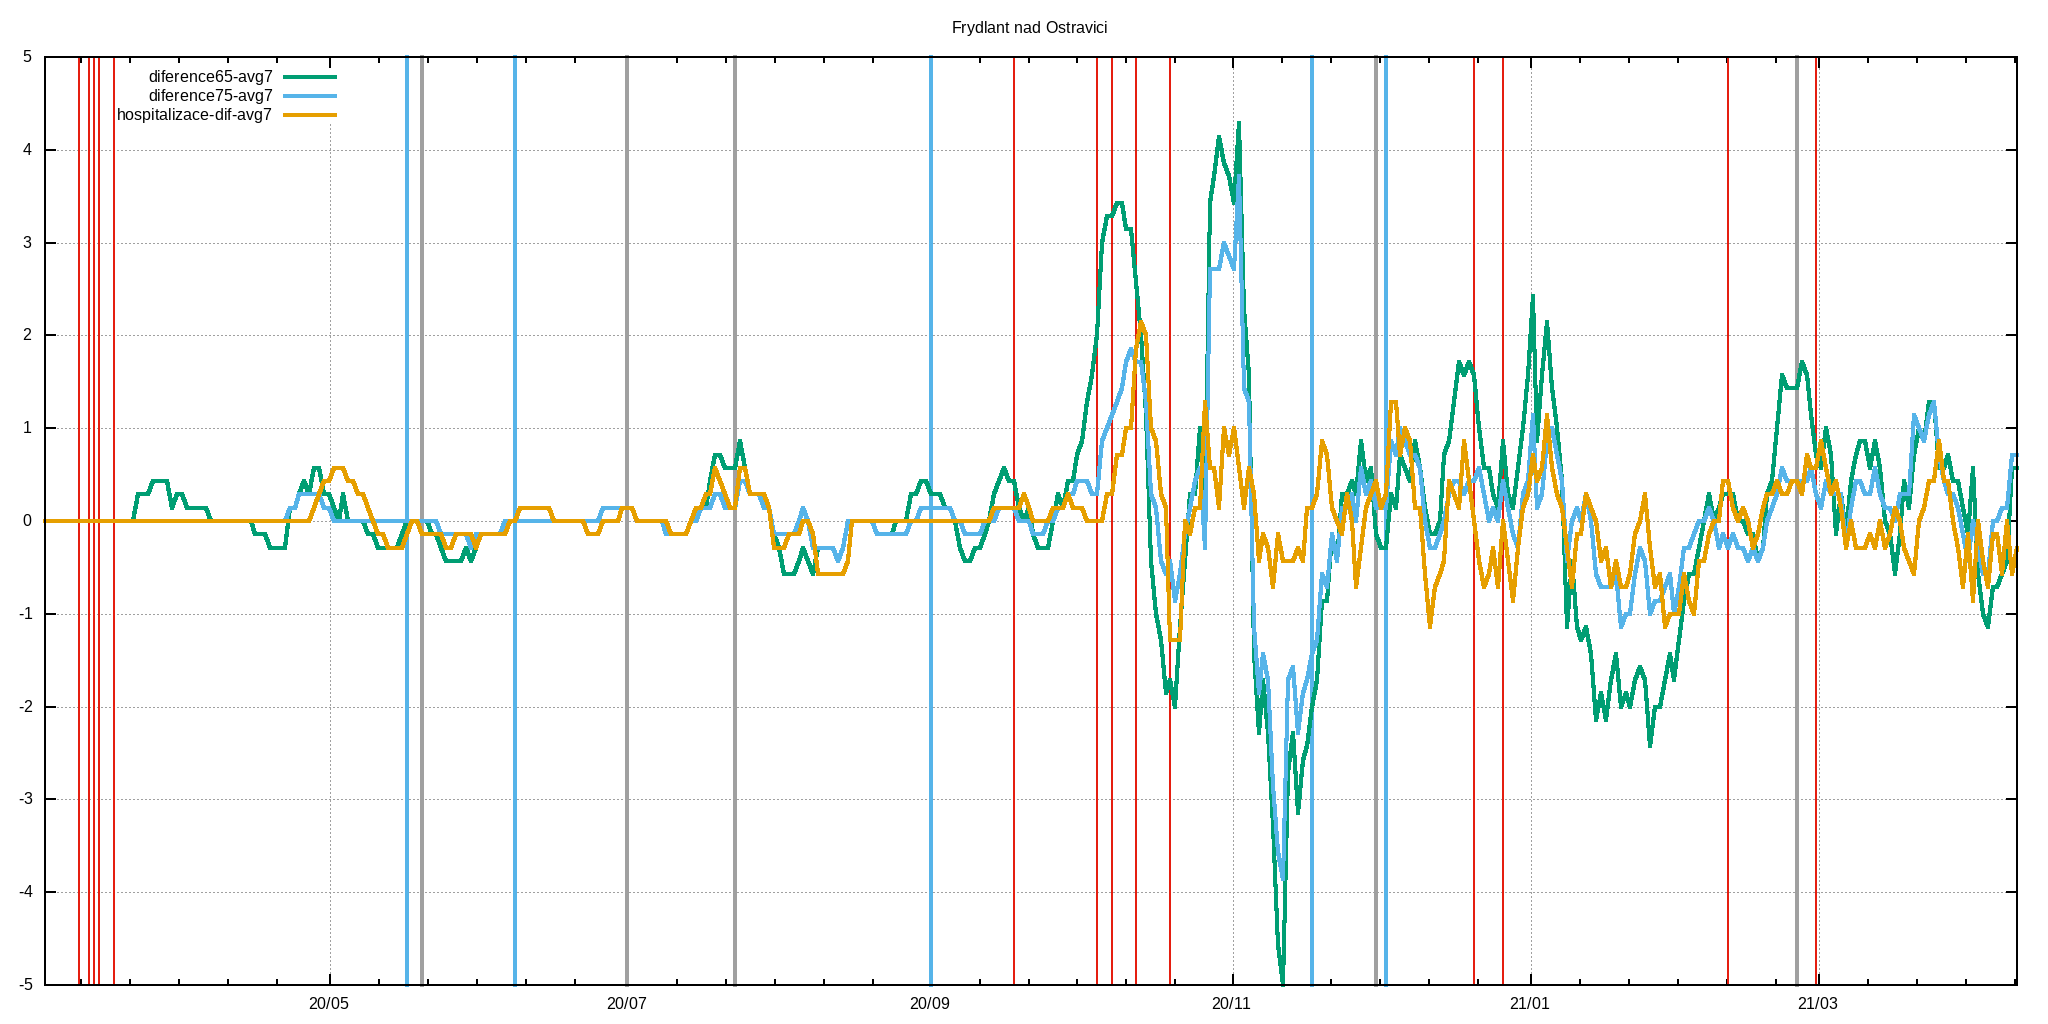 Frydlant nad Ostravici
diference65-avg7
diference75-avg7
hospitalizace-dif-avg7
5
4
3
2
1
0
-1
-2
-3
-4
-5
20/05 20/07 20/09 20/11 21/01 21/03